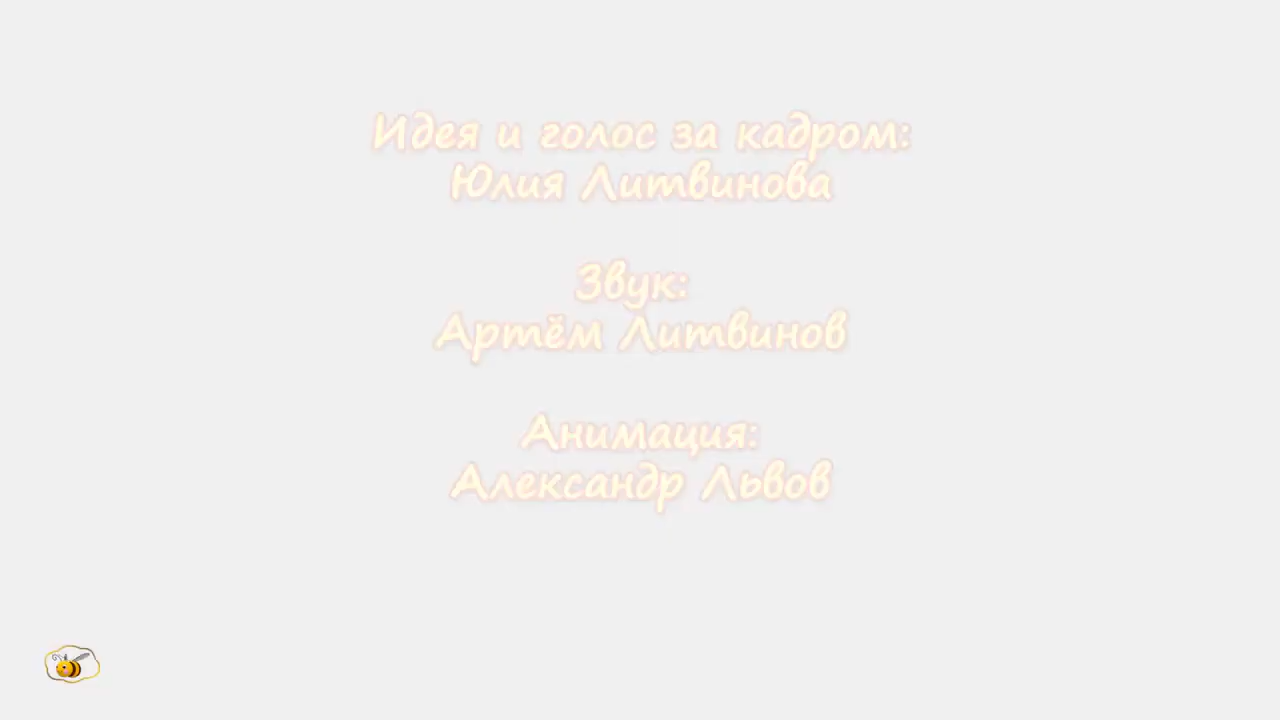 Идея и голос за кадром:
Юлия Литвинова
Звук:
Артём Литвинов
Анимация:
Александр Львов